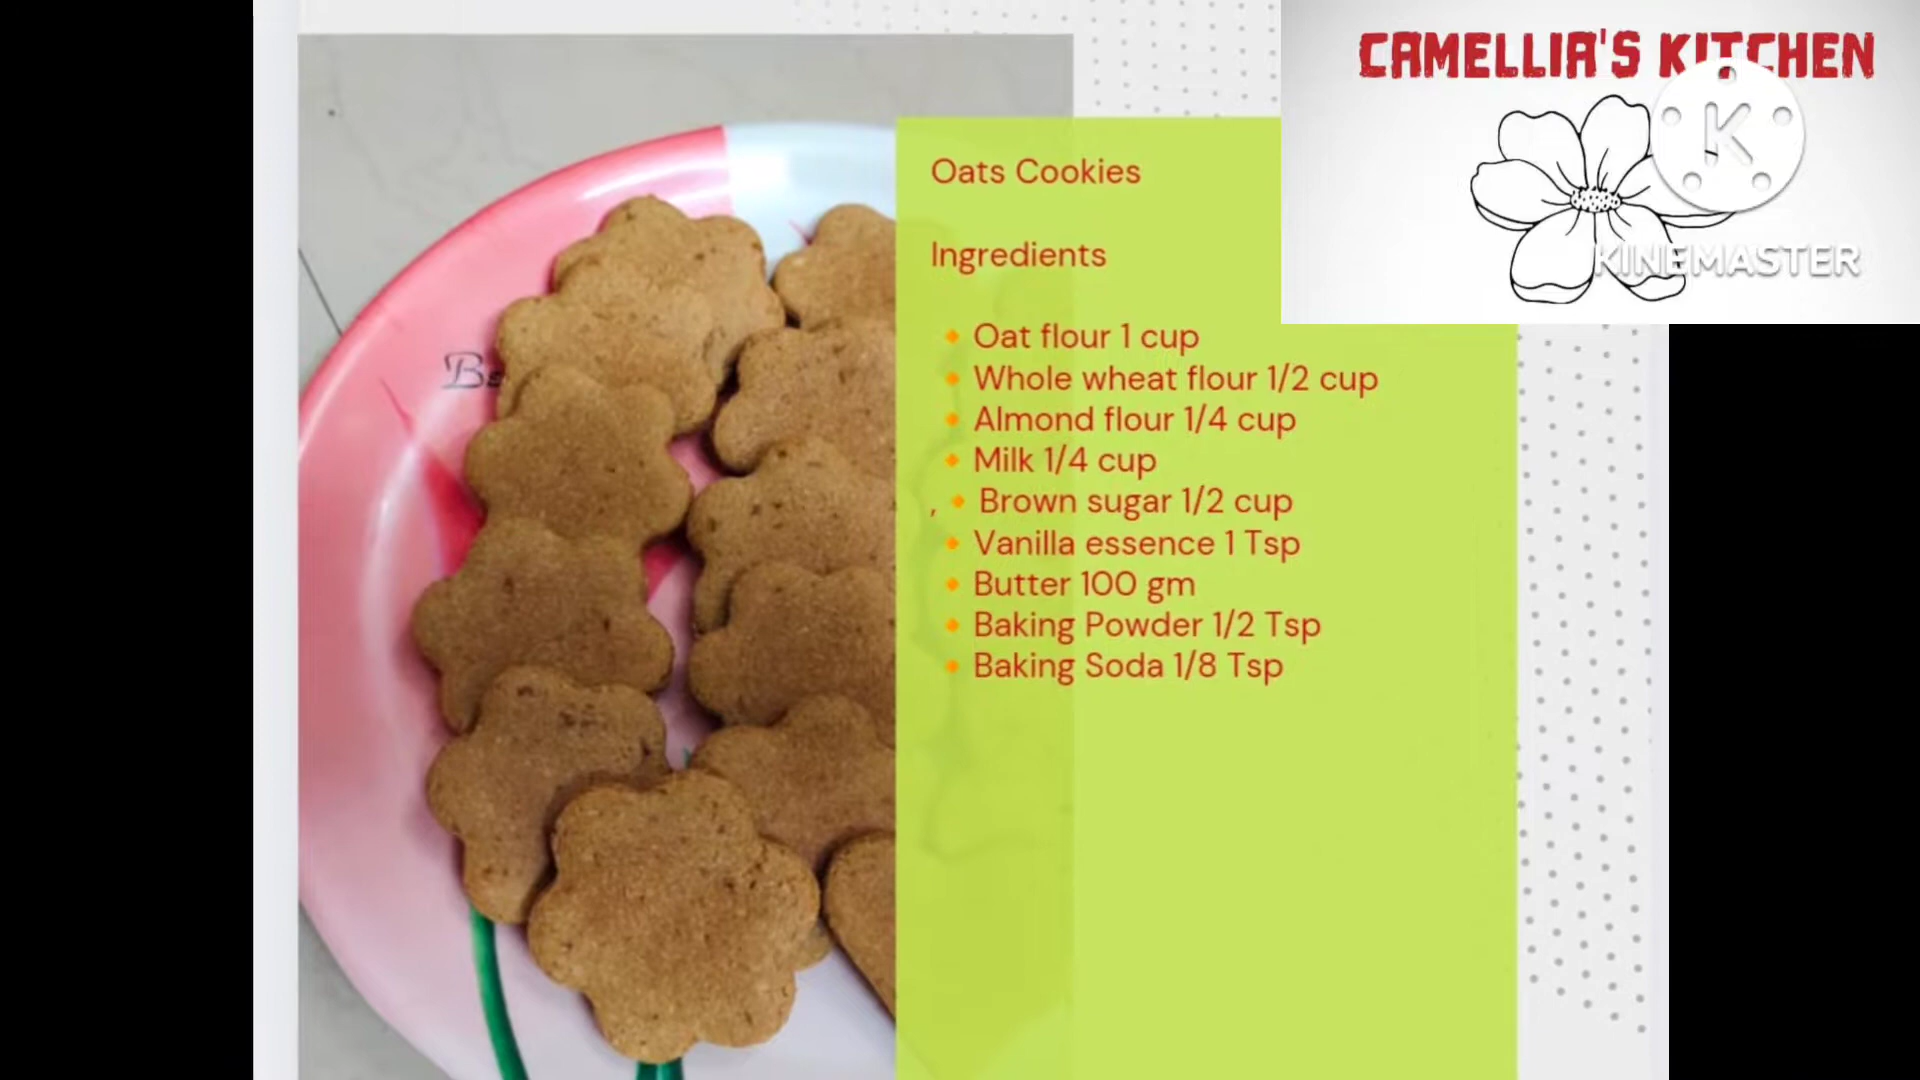 CAMELLIA'S KITCHEN
K
KINEMASTER
Oats Cookies
Ingredients
🔸 Oat flour 1 cup
🔸 Whole wheat flour 1/2 cup
🔸 Almond flour 1/4 cup
🔸 Milk 1/4 cup
, 🔸 Brown sugar 1/2 cup
🔸 Vanilla essence 1 Tsp
🔸 Butter 100 gm
🔸 Baking Powder 1/2 Tsp
🔸 Baking Soda 1/8 Tsp